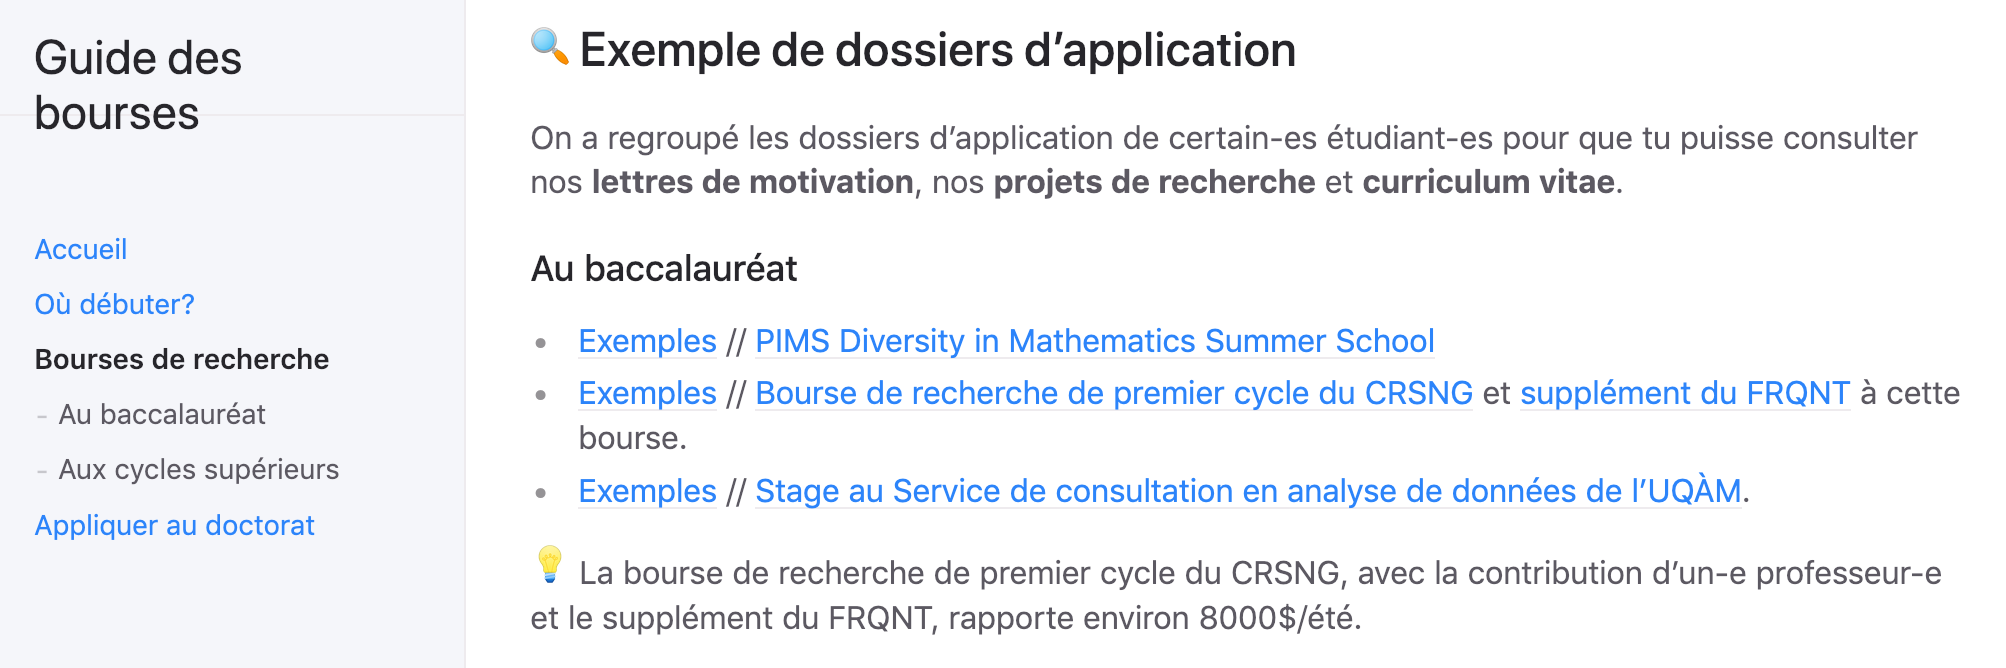 Guide des
bourses
Accueil
Où débuter?
Bourses de recherche
- Au baccalauréat
- Aux cycles supérieurs
Appliquer au doctorat
🔍 Exemple de dossiers d’application
On a regroupé les dossiers d’application de certain-es étudiant-es pour que tu puisse consulter
nos lettres de motivation, nos projets de recherche et curriculum vitae.
Au baccalauréat
• Exemples // PIMS Diversity in Mathematics Summer School
• Exemples // Bourse de recherche de premier cycle du CRSNG et supplément du FRQNT à cette
bourse.
• Exemples // Stage au Service de consultation en analyse de données de l’UQÀM.
💡 La bourse de recherche de premier cycle du CRSNG, avec la contribution d’un-e professeur-e
et le supplément du FRQNT, rapporte environ 8000$/été.